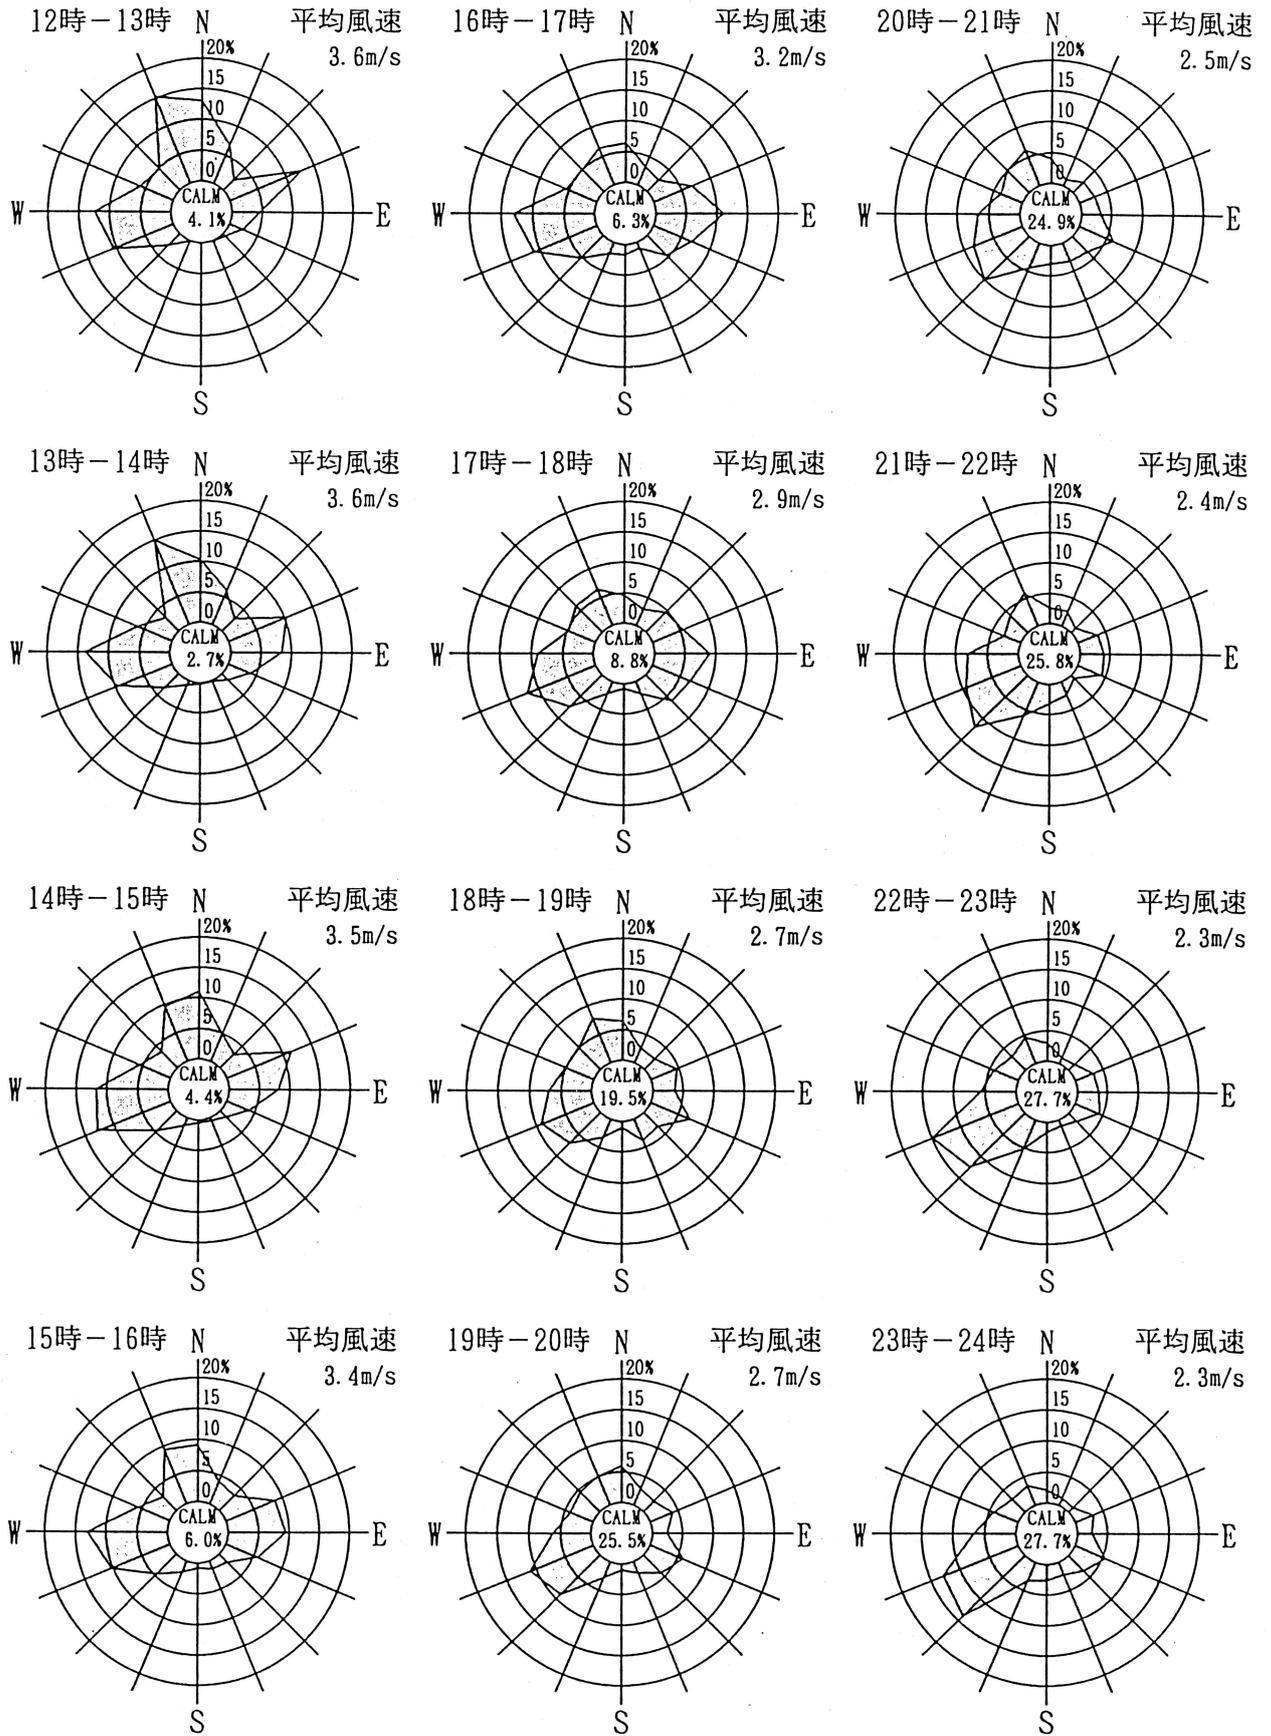 12時－13時 N 平均風速
20% 3.6m/s
15
10
5
0
CALM
W 4.1% E
S
16時－17時 N 平均風速
20% 3.2m/s
15
10
5
0
CALM
W 6.3% E
S
20時－21時 N 平均風速
20% 2.5m/s
15
10
5
0
CALM
W 24.9% E
S
13時－14時 N 平均風速
20% 3.6m/s
15
10
5
0
CALM
W 2.7% E
S
17時－18時 N 平均風速
20% 2.9m/s
15
10
5
0
CALM
W 8.8% E
S
21時－22時 N 平均風速
20% 2.4m/s
15
10
5
0
CALM
W 25.8% E
S
14時－15時 N 平均風速
20% 3.5m/s
15
10
5
0
CALM
W 4.4% E
S
18時－19時 N 平均風速
20% 2.7m/s
15
10
5
0
CALM
W 19.5% E
S
22時－23時 N 平均風速
20% 2.3m/s
15
10
5
0
CALM
W 27.7% E
S
15時－16時 N 平均風速
20% 3.4m/s
15
10
5
0
CALM
W 6.0% E
S
19時－20時 N 平均風速
20% 2.7m/s
15
10
5
0
CALM
W 25.5% E
S
23時－24時 N 平均風速
20% 2.3m/s
15
10
5
0
CALM
W 27.7% E
S